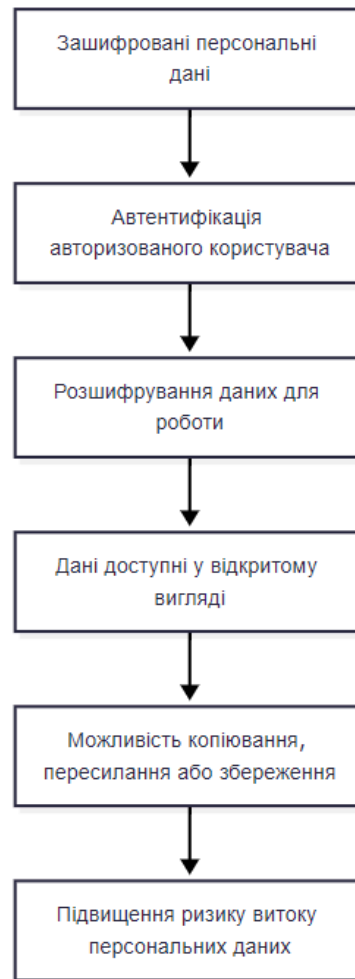 Зашифровані персональні
дані
Автентифікація
авторизованого користувача
Розшифрування даних для
роботи
Дані доступні у відкритого
вигляді
Можливість копіювання,
пересилання або збереження
Підвищення ризику витоку
персональних даних